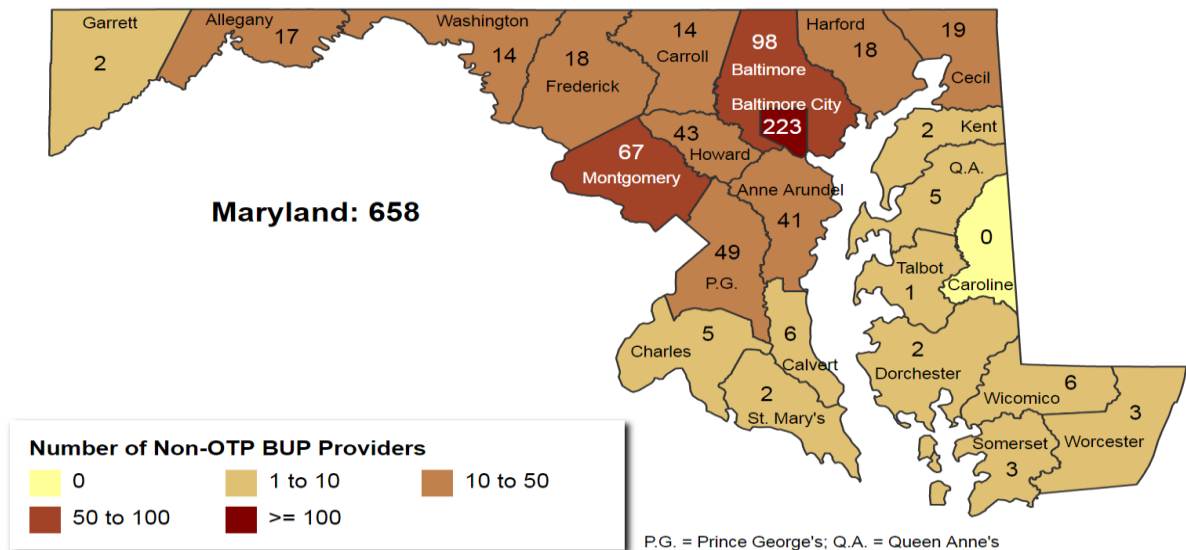 Garrett
2
Allegany
17
Washington
14
18
Frederick
14
Carroll
98
Baltimore
Baltimore City
223
Harford
18
19
Cecil
2
Kent
Q.A.
5
0
Caroline
67
Montgomery
43
Howard
Anne Arundel
41
Maryland: 658
49
P.G.
Talbot
1
5
Charles
6
Calvert
2
St. Mary's
2
Dorchester
6
Wicomico
3
Worcester
Somerset
3
Number of Non-OTP BUP Providers
0
1 to 10
10 to 50
50 to 100
>= 100
P.G. = Prince George's; Q.A. = Queen Anne's